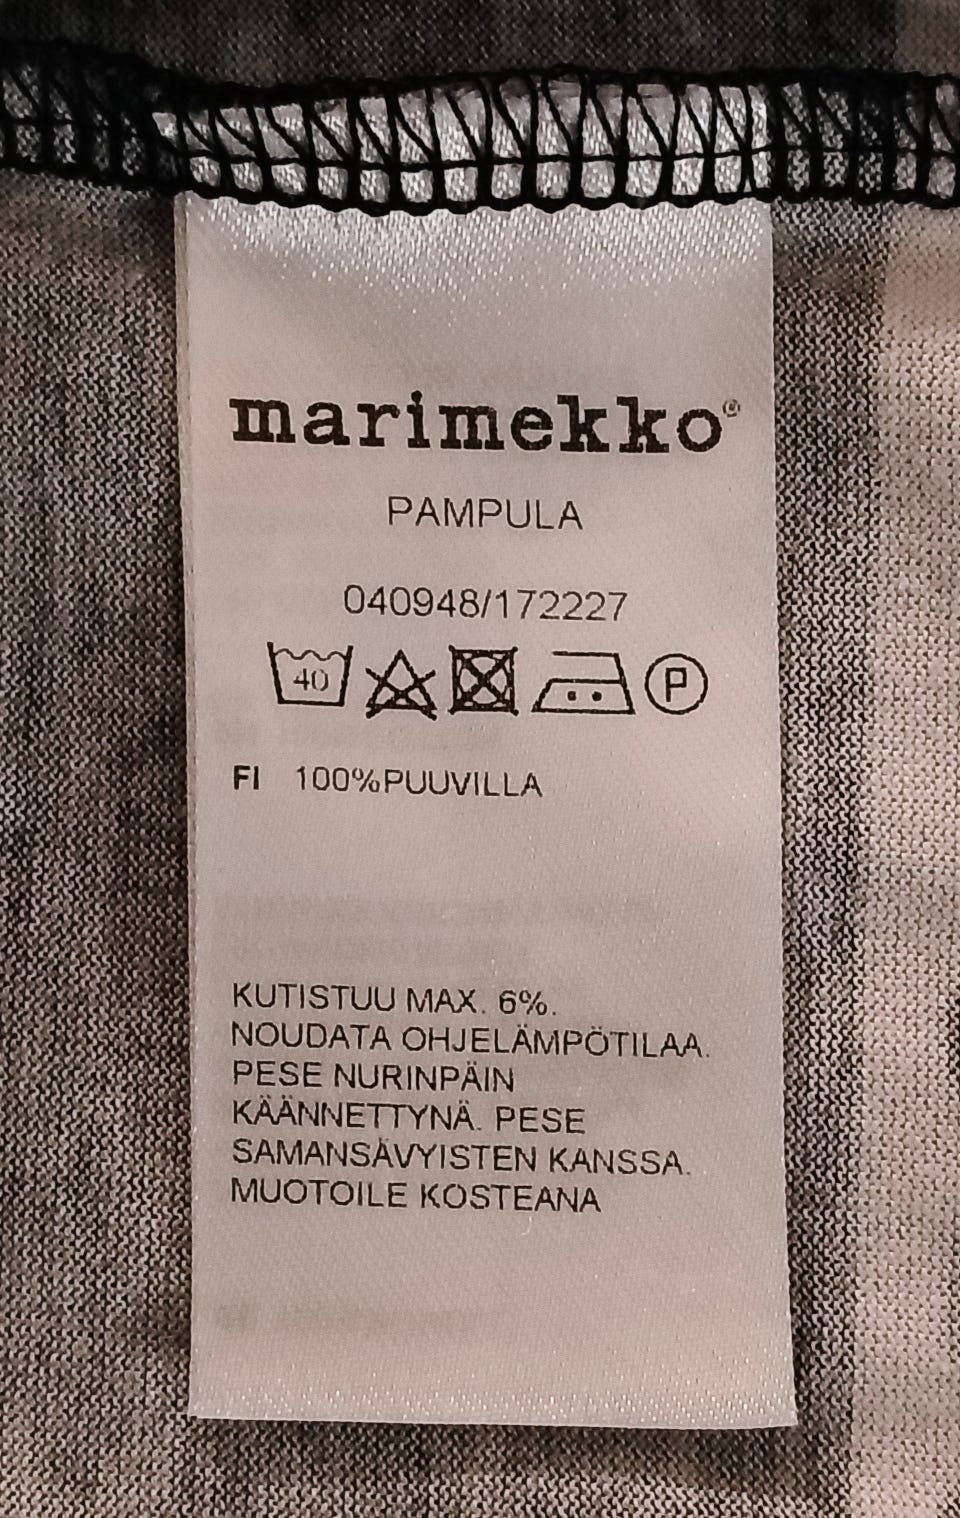 marimekko®
PAMPULA
040948/172227
40 P
FI 100%PUUVILLA
KUTISTUU MAX. 6%.
NOUDATA OHJELÄMPÖTILAA.
PESE NURINPÄIN
KÄÄNNETTYNÄ. PESE
SAMANSÄVYISTEN KANSSA.
MUOTOILE KOSTEANA